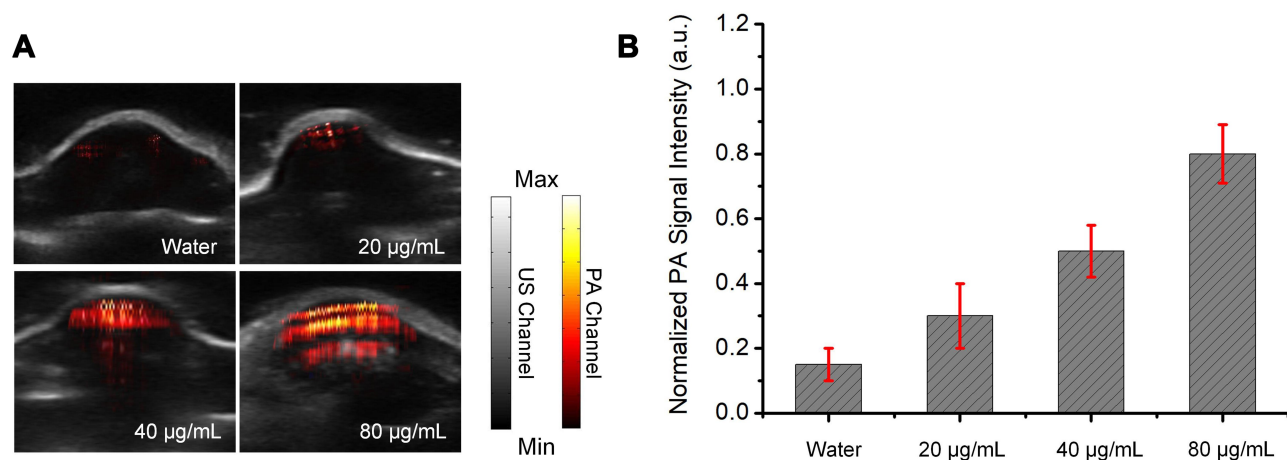 A
Water
20 µg/mL
40 µg/mL
80 µg/mL
Max
US Channel
PA Channel
Min
B
Normalized PA Signal Intensity (a.u.)
1.2
1.0
0.8
0.6
0.4
0.2
0.0
Water
20 µg/mL
40 µg/mL
80 µg/mL